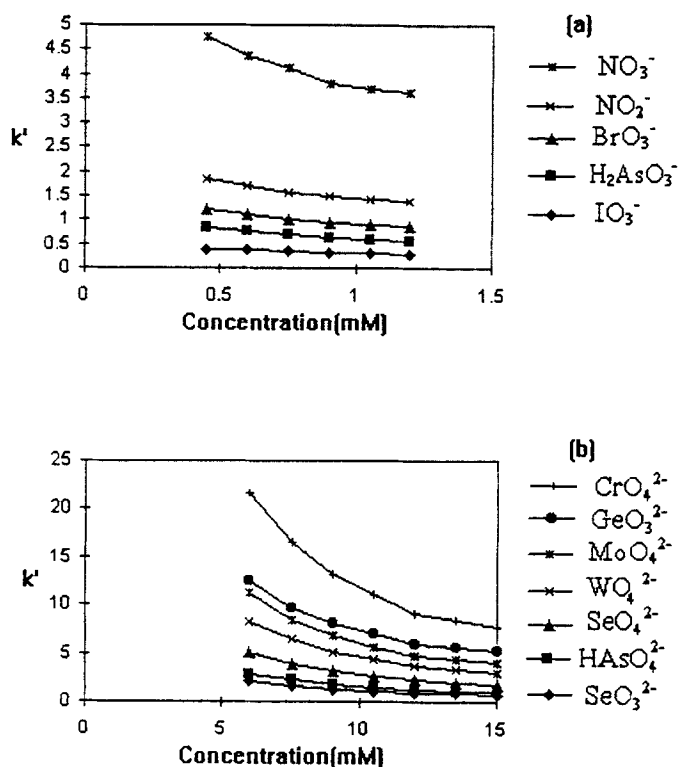 (a)
5
4.5
4
3.5
3
2.5
2
1.5
1
0.5
0
k'
0 0.5 1 1.5
Concentration(mM)
NO₃⁻
NO₂⁻
BrO₃⁻
H₂AsO₃⁻
IO₃⁻
(b)
25
20
15
10
5
0
k'
0 5 10 15
Concentration(mM)
CrO₄²⁻
GeO₃²⁻
MoO₄²⁻
WO₄²⁻
SeO₄²⁻
HAsO₄²⁻
SeO₃²⁻